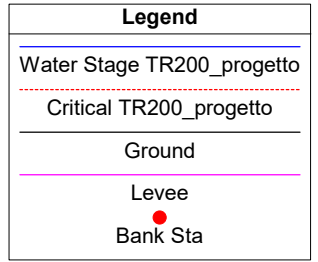 Legend
Water Stage TR200_progetto
Critical TR200_progetto
Ground
Levee
Bank Sta